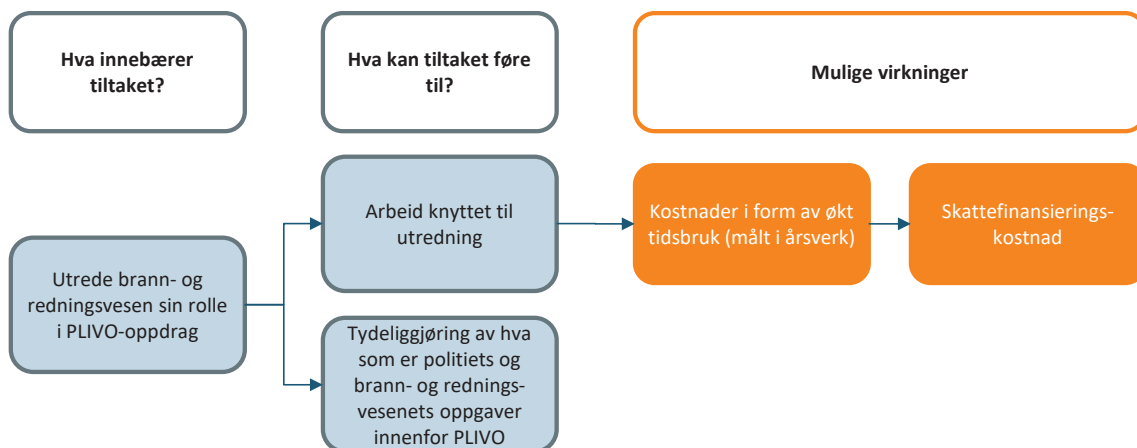 Hva innebærer
tiltaket?
Hva kan tiltaket føre
til?
Mulige virkninger
Utrede brann- og
redningsvesen sin rolle
i PLIVO-oppdrag
Arbeid knyttet til
utredning
Kostnader i form av økt
tidsbruk (målt i årsverk)
Skattefinansierings-
kostnad
Tydeliggjøring av hva
som er politiets og
brann- og rednings-
vesenets oppgaver
innenfor PLIVO